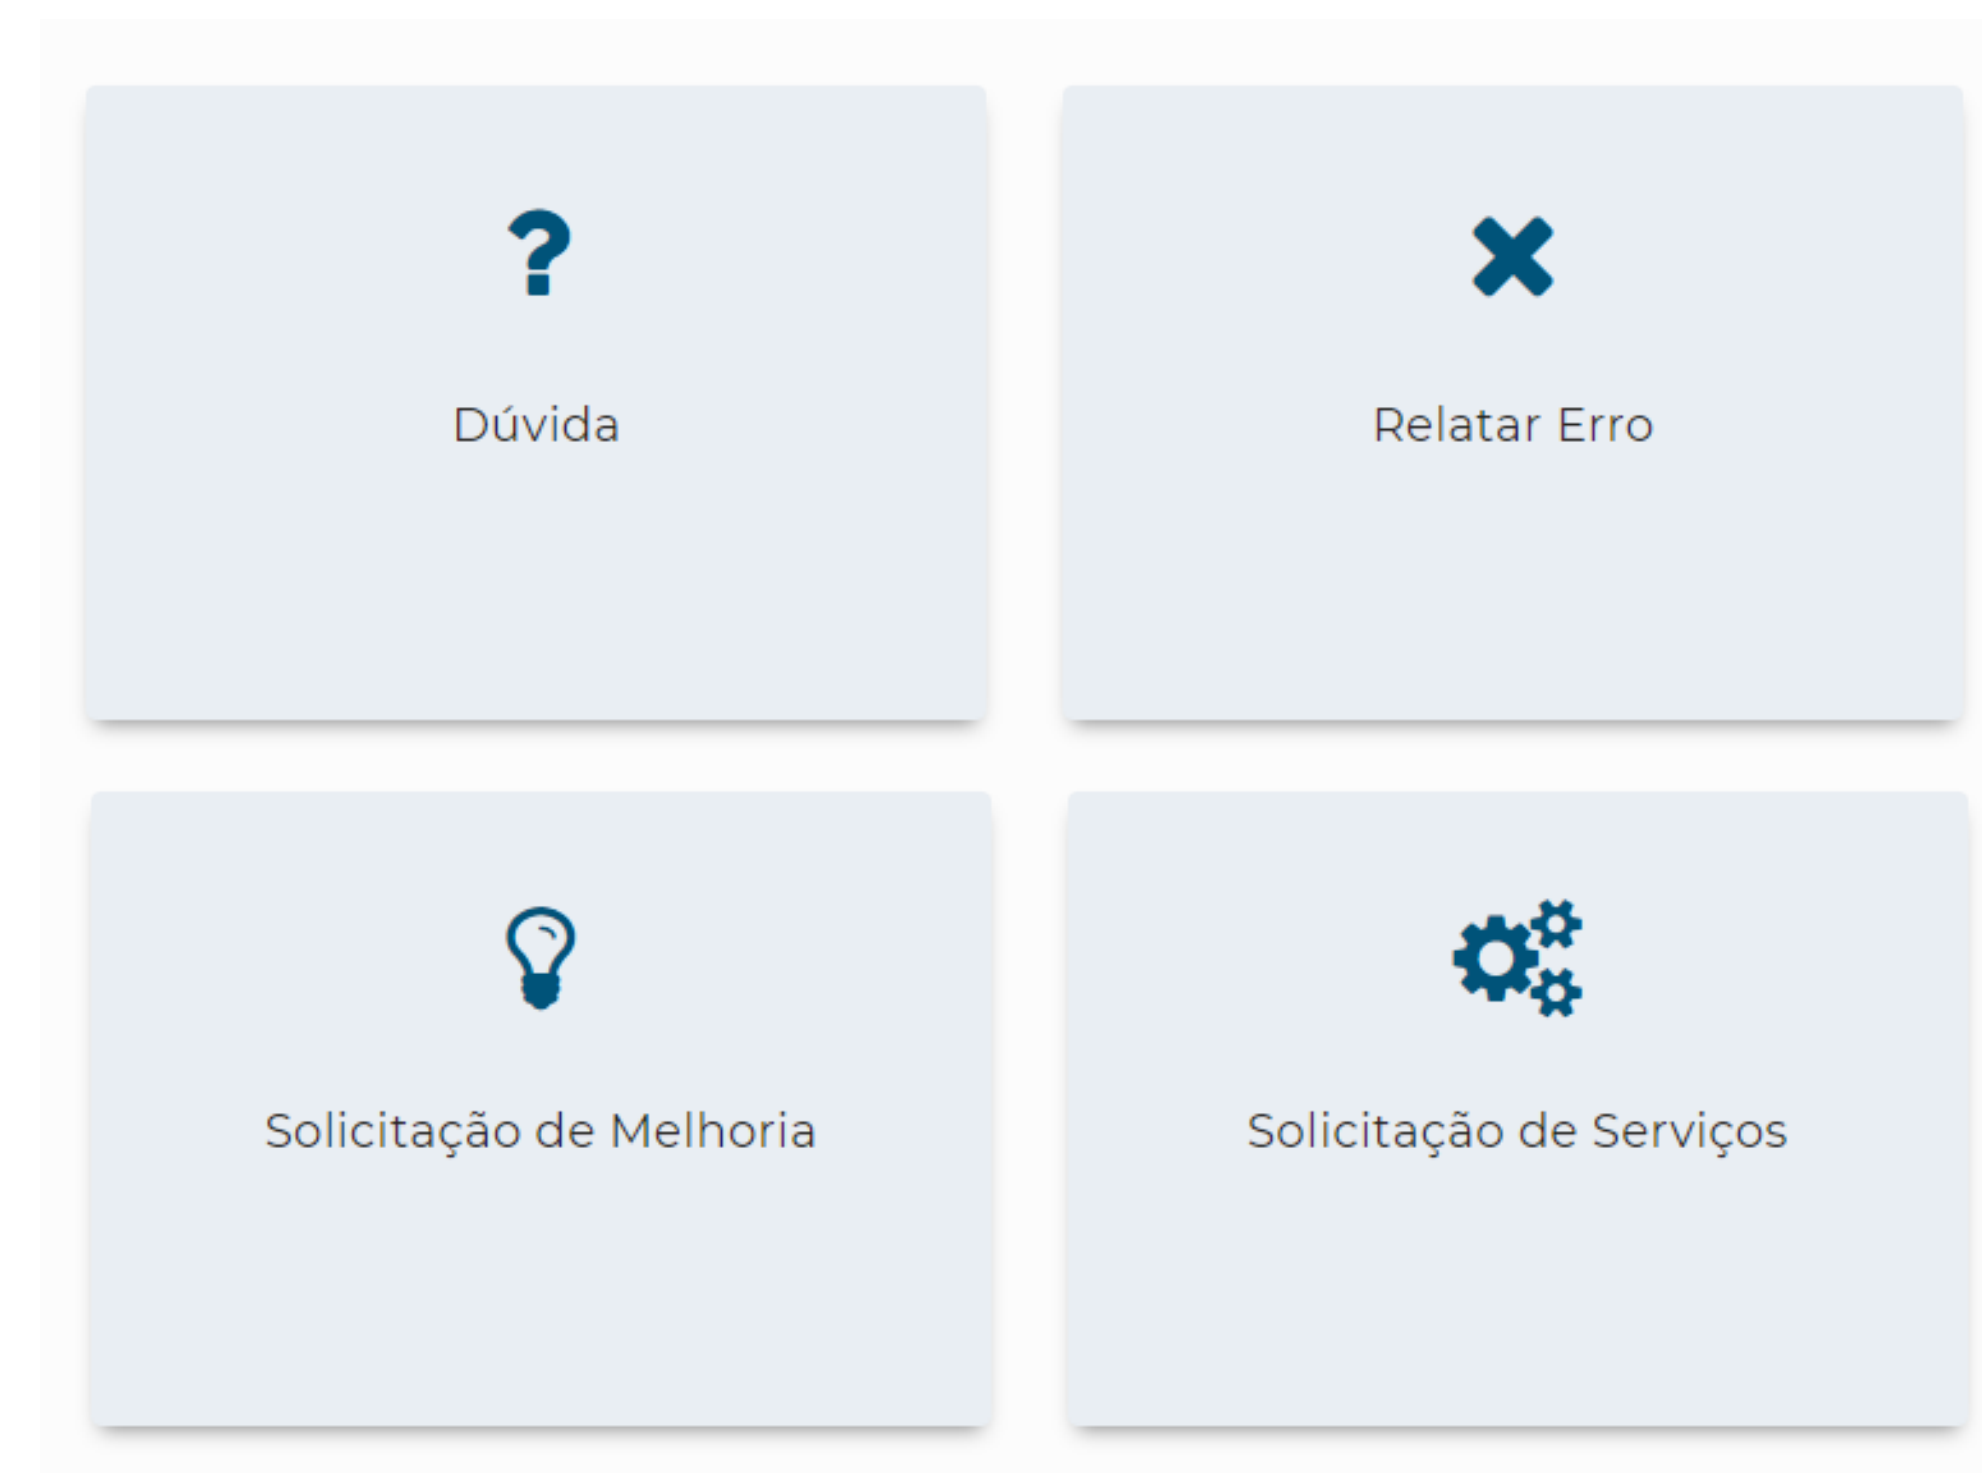 Dúvida
Relatar Erro
Solicitação de Melhoria
Solicitação de Serviços